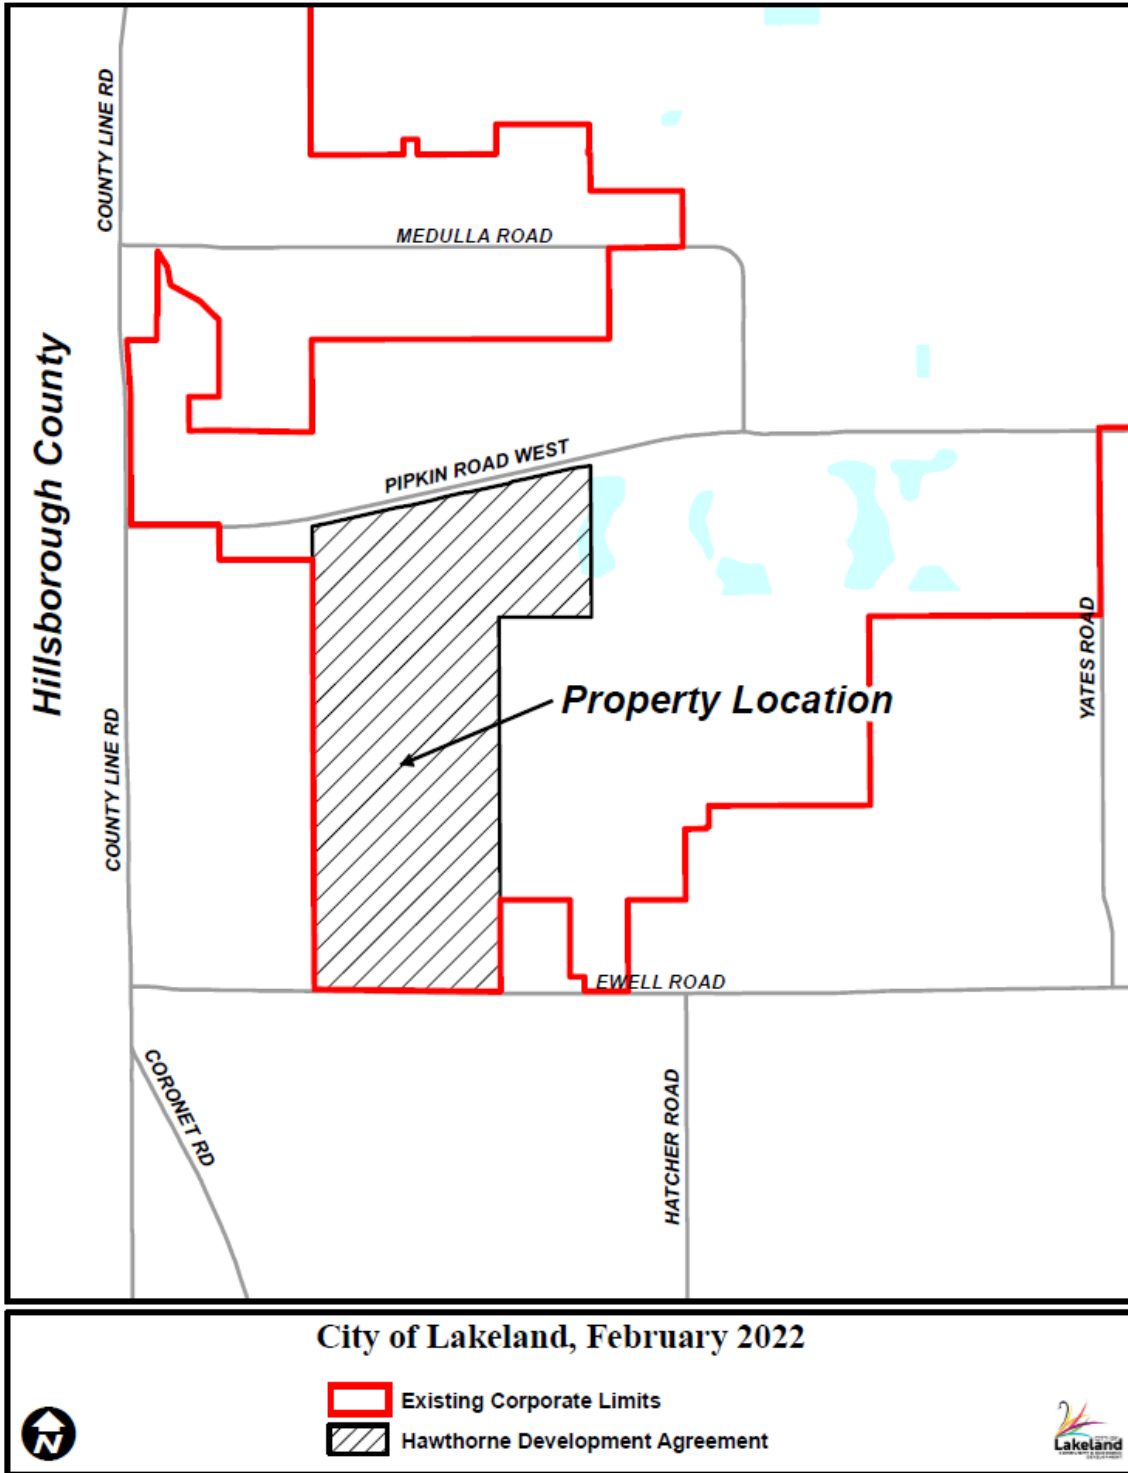 COUNTY LINE RD
MEDULLA ROAD
Hillsborough County
PIPKIN ROAD WEST
Property Location
YATES ROAD
COUNTY LINE RD
EWELL ROAD
CORONET RD
HATCHER ROAD
City of Lakeland, February 2022
Existing Corporate Limits
Hawthorne Development Agreement
N
Lakeland